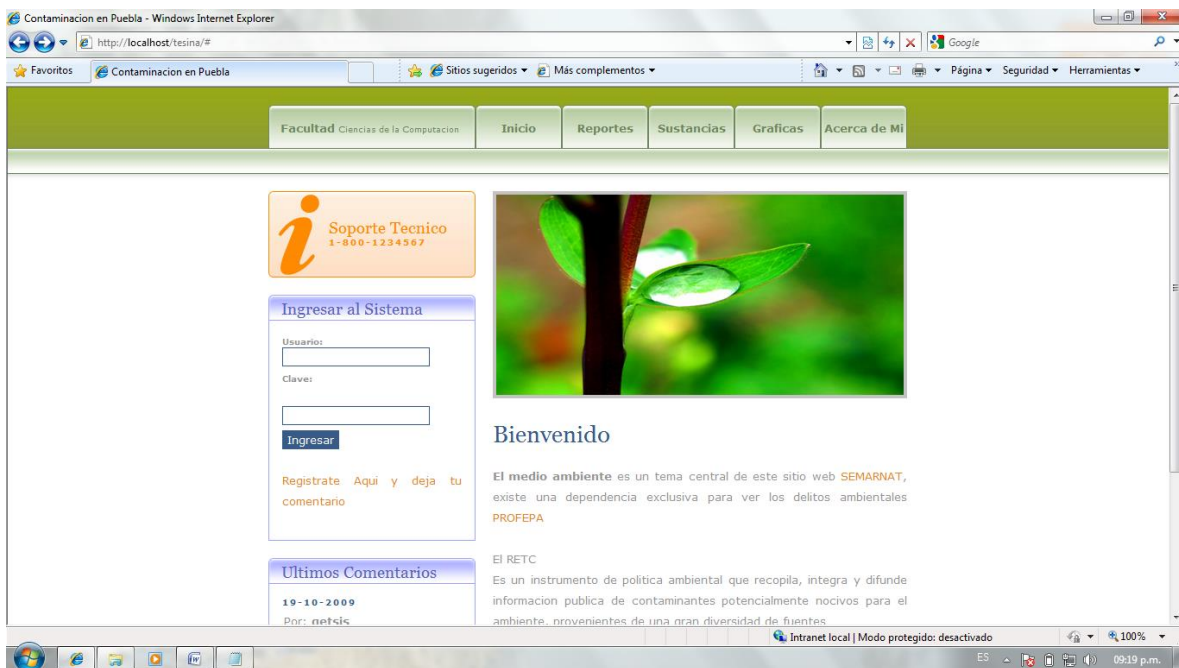 Contaminacion en Puebla - Windows Internet Explorer
http://localhost/tesina/#
Google
Favoritos
Contaminacion en Puebla
Sitios sugeridos
Más complementos
Página
Seguridad
Herramientas
Facultad Ciencias de la Computacion
Inicio
Reportes
Sustancias
Graficas
Acerca de Mi
Soporte Tecnico
1-800-1234567
Ingresar al Sistema
Usuario:
Clave:
Ingresar
Registrate Aqui y deja tu
comentario
Ultimos Comentarios
19-10-2009
Por: getsis
Bienvenido
El medio ambiente es un tema central de este sitio web SEMARNAT,
existe una dependencia exclusiva para ver los delitos ambientales
PROFEPA
El RETC
Es un instrumento de politica ambiental que recopila, integra y difunde
informacion publica de contaminantes potencialmente nocivos para el
ambiente, provenientes de una gran diversidad de fuentes
Intranet local | Modo protegido: desactivado
100%
ES
09:19 p.m.